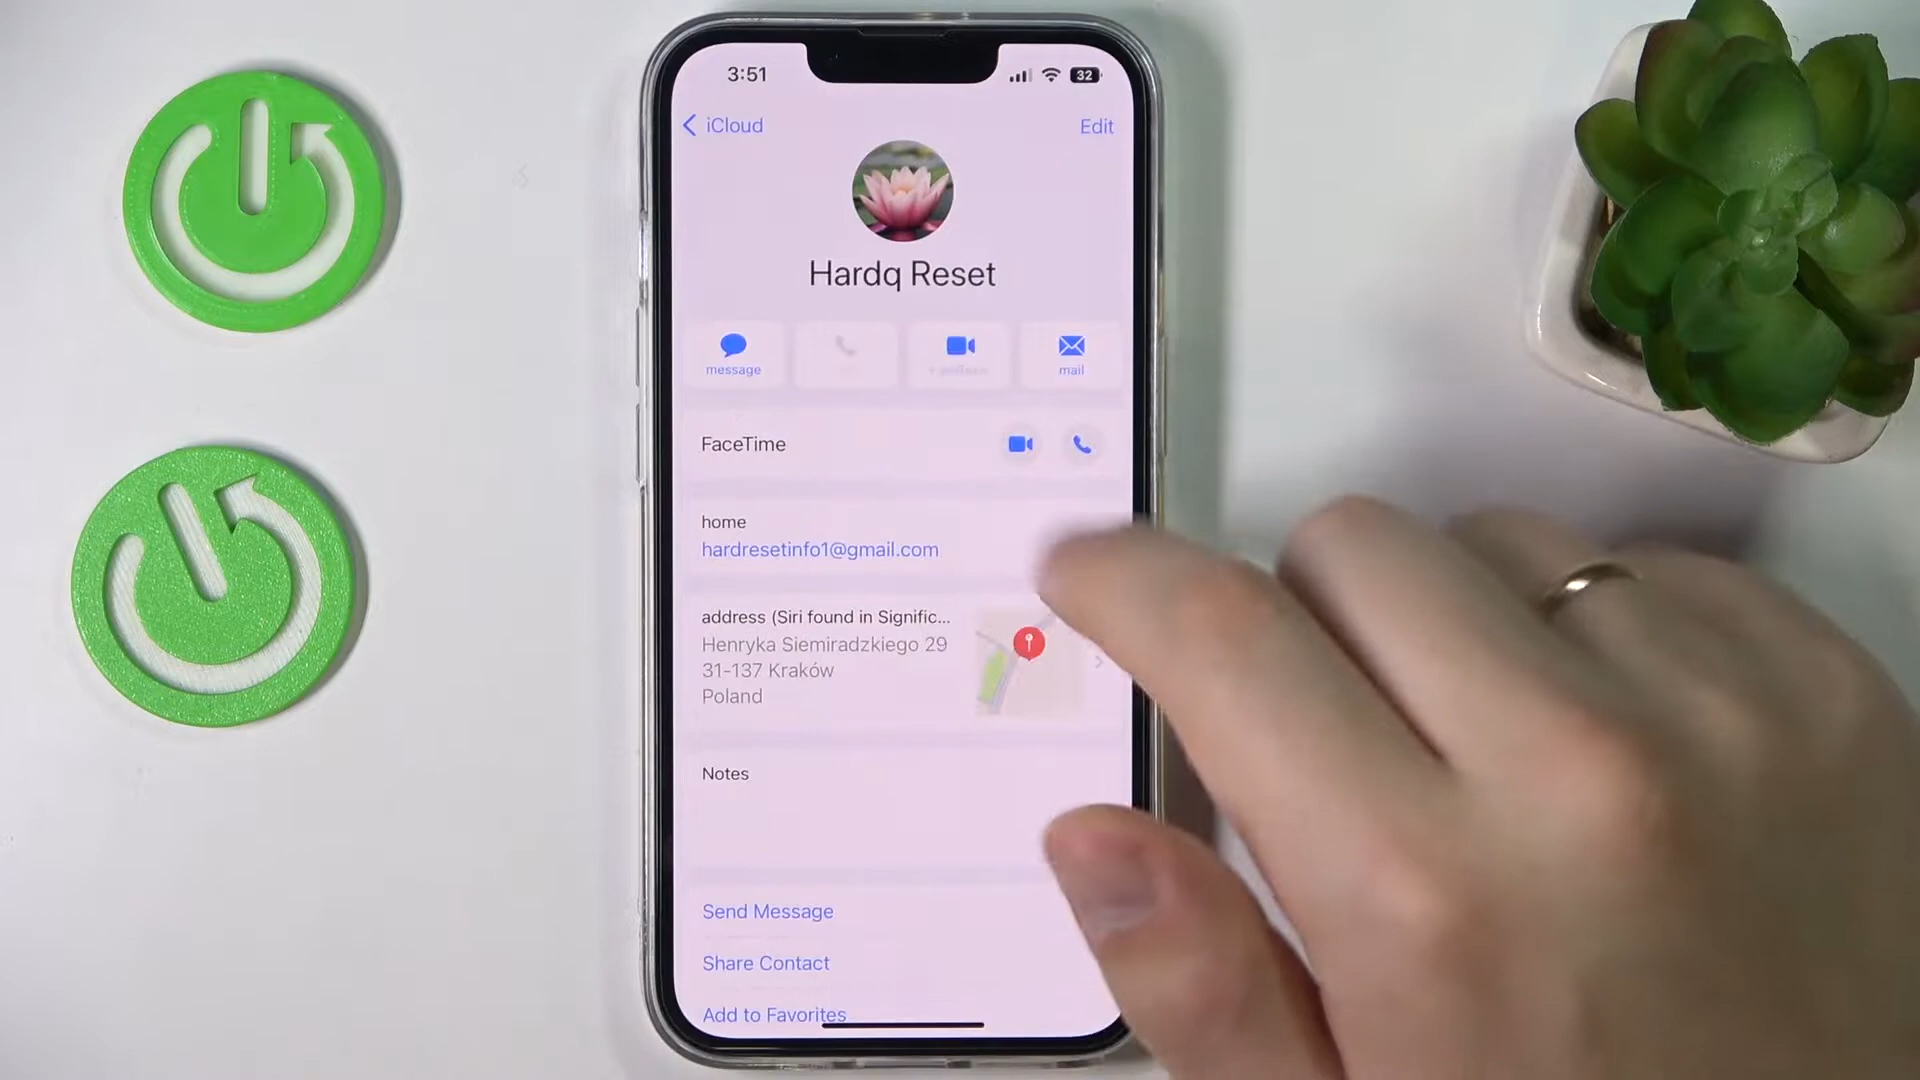 3:51
32
iCloud
Edit
Hardq Reset
message
mail
FaceTime
home
hardresetinfo1@gmail.com
address (Siri found in Signific...
Henryka Siemiradzkiego 29
31-137 Kraków
Poland
Notes
Send Message
Share Contact
Add to Favorites